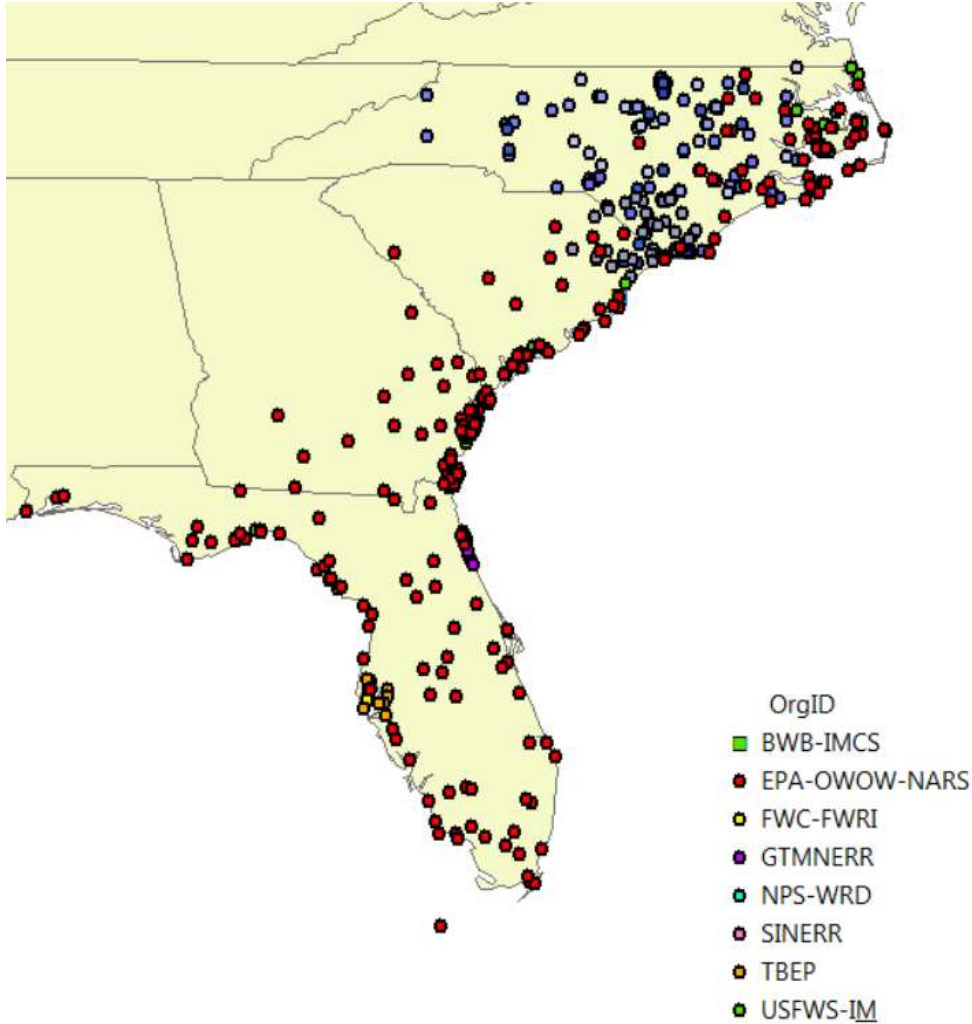 OrgID
BWB-IMCS
EPA-OWOW-NARS
FWC-FWRI
GTMNERR
NPS-WRD
SINERR
TBEP
USFWS-IM